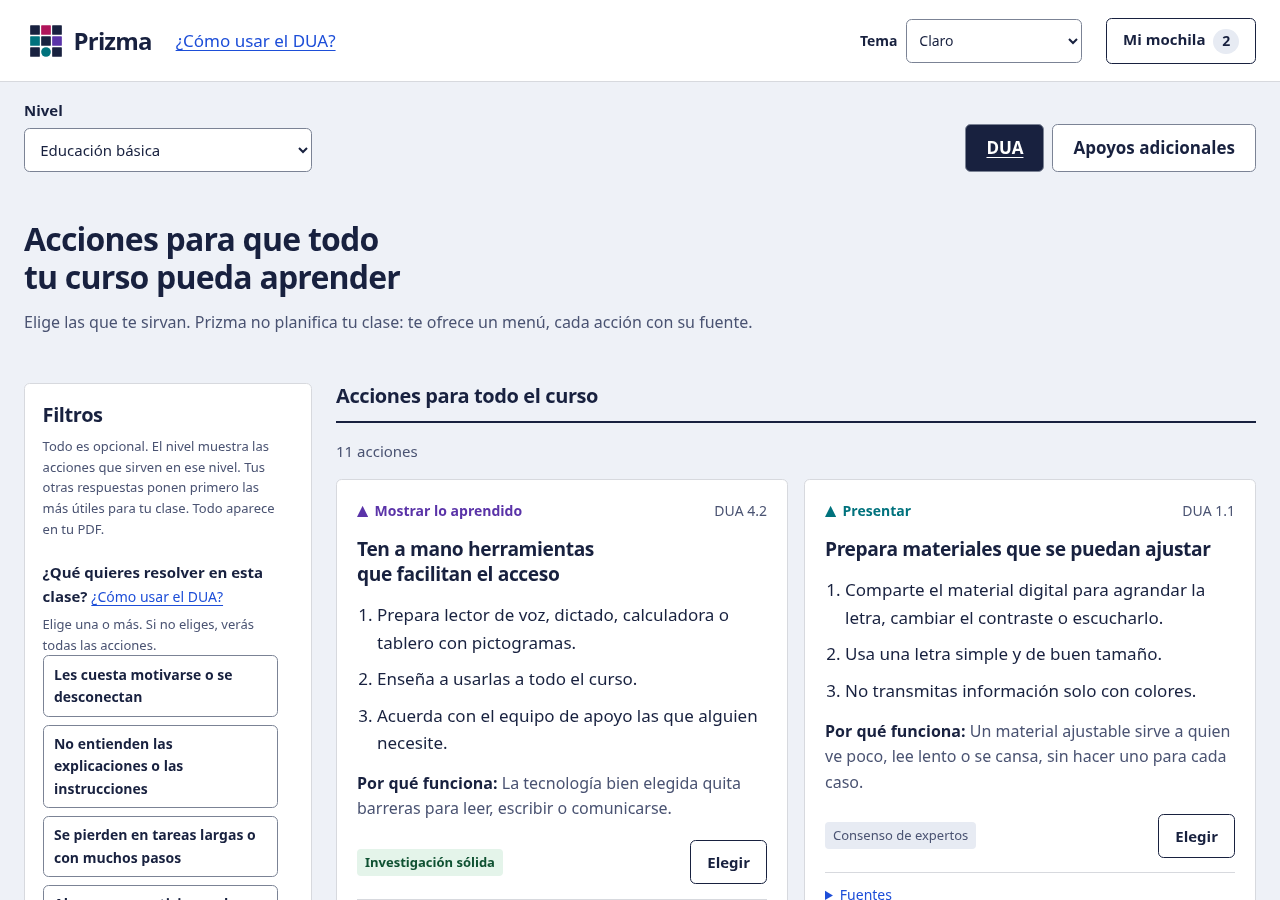 Prizma
¿Cómo usar el DUA?
Tema
Claro
Mi mochila 2
Nivel
Educación básica
DUA
Apoyos adicionales
Acciones para que todo
tu curso pueda aprender
Elige las que te sirvan. Prizma no planifica tu clase: te ofrece un menú, cada acción con su fuente.
Filtros
Todo es opcional. El nivel muestra las
acciones que sirven en ese nivel. Tus
otras respuestas ponen primero las
más útiles para tu clase. Todo aparece
en tu PDF.
¿Qué quieres resolver en esta
clase? ¿Cómo usar el DUA?
Elige una o más. Si no eliges, verás
todas las acciones.
Les cuesta motivarse o se
desconectan
No entienden las
explicaciones o las
instrucciones
Se pierden en tareas largas o
con muchos pasos
Acciones para todo el curso
11 acciones
Mostrar lo aprendido
DUA 4.2
Ten a mano herramientas
que facilitan el acceso
1. Prepara lector de voz, dictado, calculadora o
tablero con pictogramas.
2. Enseña a usarlas a todo el curso.
3. Acuerda con el equipo de apoyo las que alguien
necesite.
Por qué funciona: La tecnología bien elegida quita
barreras para leer, escribir o comunicarse.
Investigación sólida
Elegir
Presentar
DUA 1.1
Prepara materiales que se puedan ajustar
1. Comparte el material digital para agrandar la
letra, cambiar el contraste o escucharlo.
2. Usa una letra simple y de buen tamaño.
3. No transmitas información solo con colores.
Por qué funciona: Un material ajustable sirve a quien
ve poco, lee lento o se cansa, sin hacer uno para cada
caso.
Consenso de expertos
Elegir
Fuentes